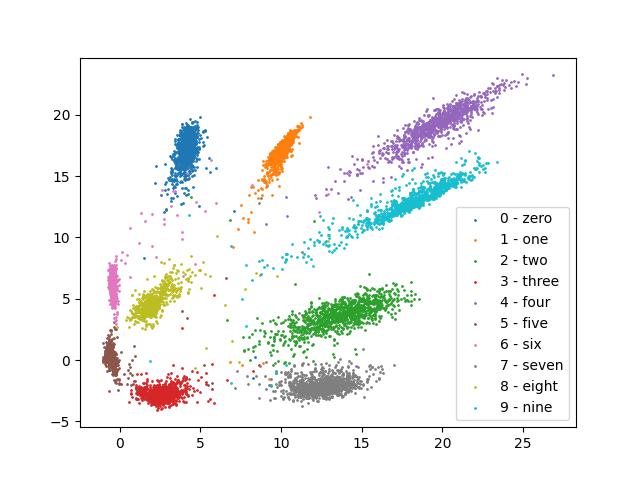 20
15
10
5
0
−5
0
5
10
15
20
25
0 - zero
1 - one
2 - two
3 - three
4 - four
5 - five
6 - six
7 - seven
8 - eight
9 - nine